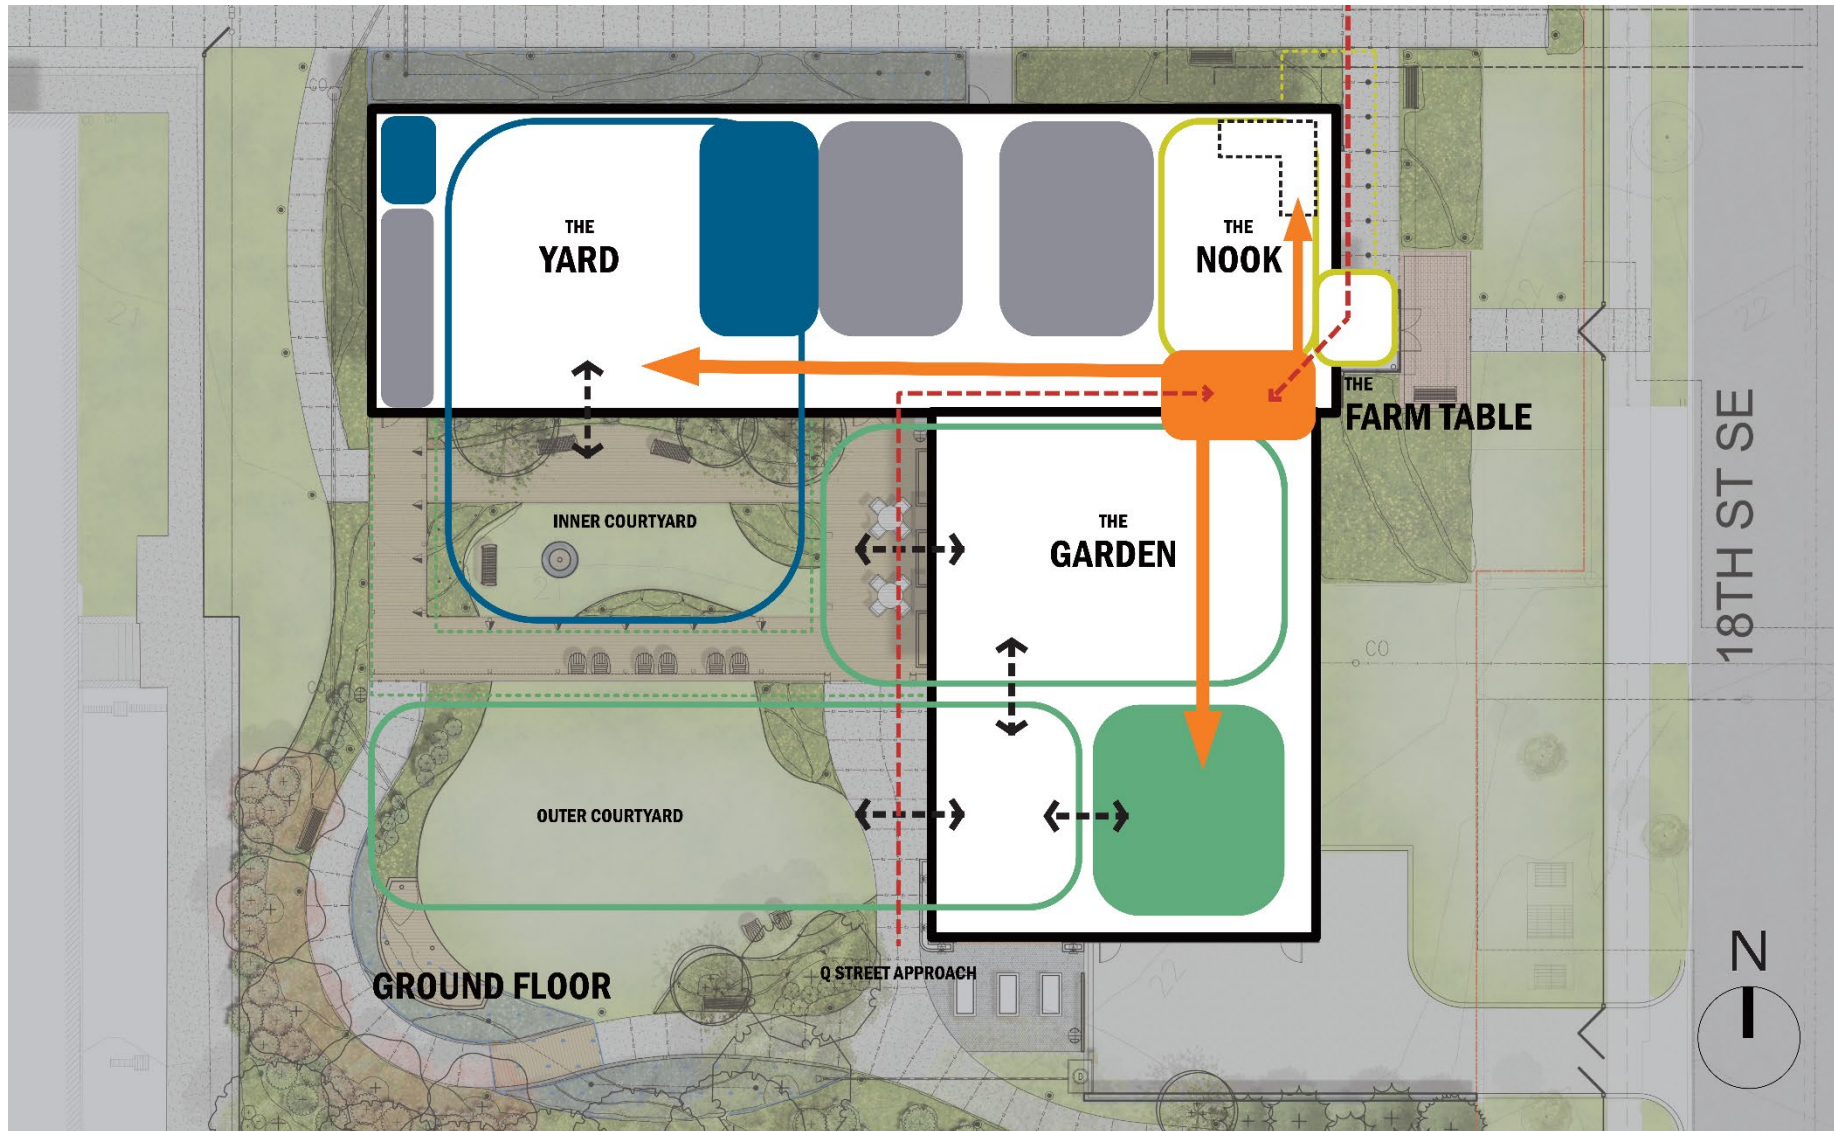 THE
YARD
THE
NOOK
THE
FARM TABLE
INNER COURTYARD
THE
GARDEN
18TH ST SE
CO
OUTER COURTYARD
Q STREET APPROACH
GROUND FLOOR
N